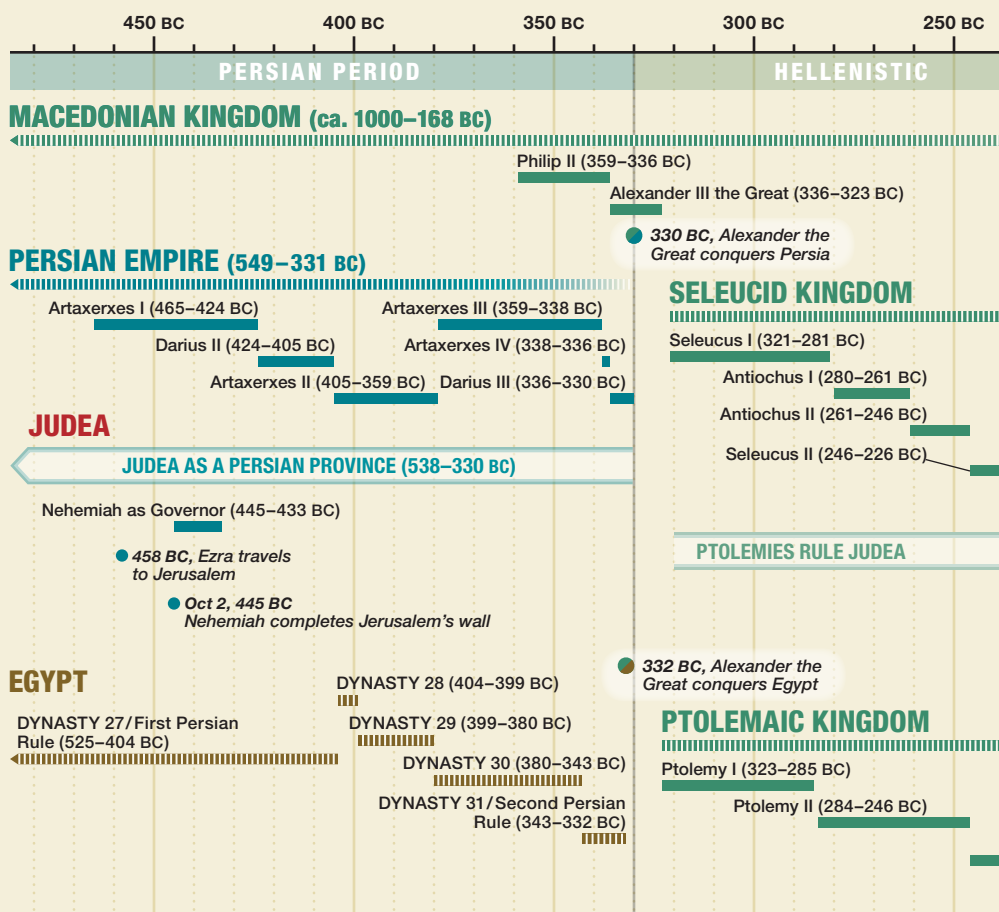 450 BC
400 BC
350 BC
300 BC
250 BC
PERSIAN PERIOD
HELLENISTIC
MACEDONIAN KINGDOM (ca. 1000–168 BC)
Philip II (359–336 BC)
Alexander III the Great (336–323 BC)
330 BC, Alexander the
Great conquers Persia
PERSIAN EMPIRE (549–331 BC)
Artaxerxes I (465–424 BC)
Artaxerxes III (359–338 BC)
Darius II (424–405 BC)
Artaxerxes IV (338–336 BC)
Artaxerxes II (405–359 BC)
Darius III (336–330 BC)
SELEUCID KINGDOM
Seleucus I (321–281 BC)
Antiochus I (280–261 BC)
Antiochus II (261–246 BC)
Seleucus II (246–226 BC)
JUDEA
JUDEA AS A PERSIAN PROVINCE (538–330 BC)
Nehemiah as Governor (445–433 BC)
458 BC, Ezra travels
to Jerusalem
Oct 2, 445 BC
Nehemiah completes Jerusalem's wall
PTOLEMIES RULE JUDEA
EGYPT
332 BC, Alexander the
Great conquers Egypt
DYNASTY 28 (404–399 BC)
DYNASTY 27/First Persian
Rule (525–404 BC)
DYNASTY 29 (399–380 BC)
DYNASTY 30 (380–343 BC)
DYNASTY 31/Second Persian
Rule (343–332 BC)
PTOLEMAIC KINGDOM
Ptolemy I (323–285 BC)
Ptolemy II (284–246 BC)